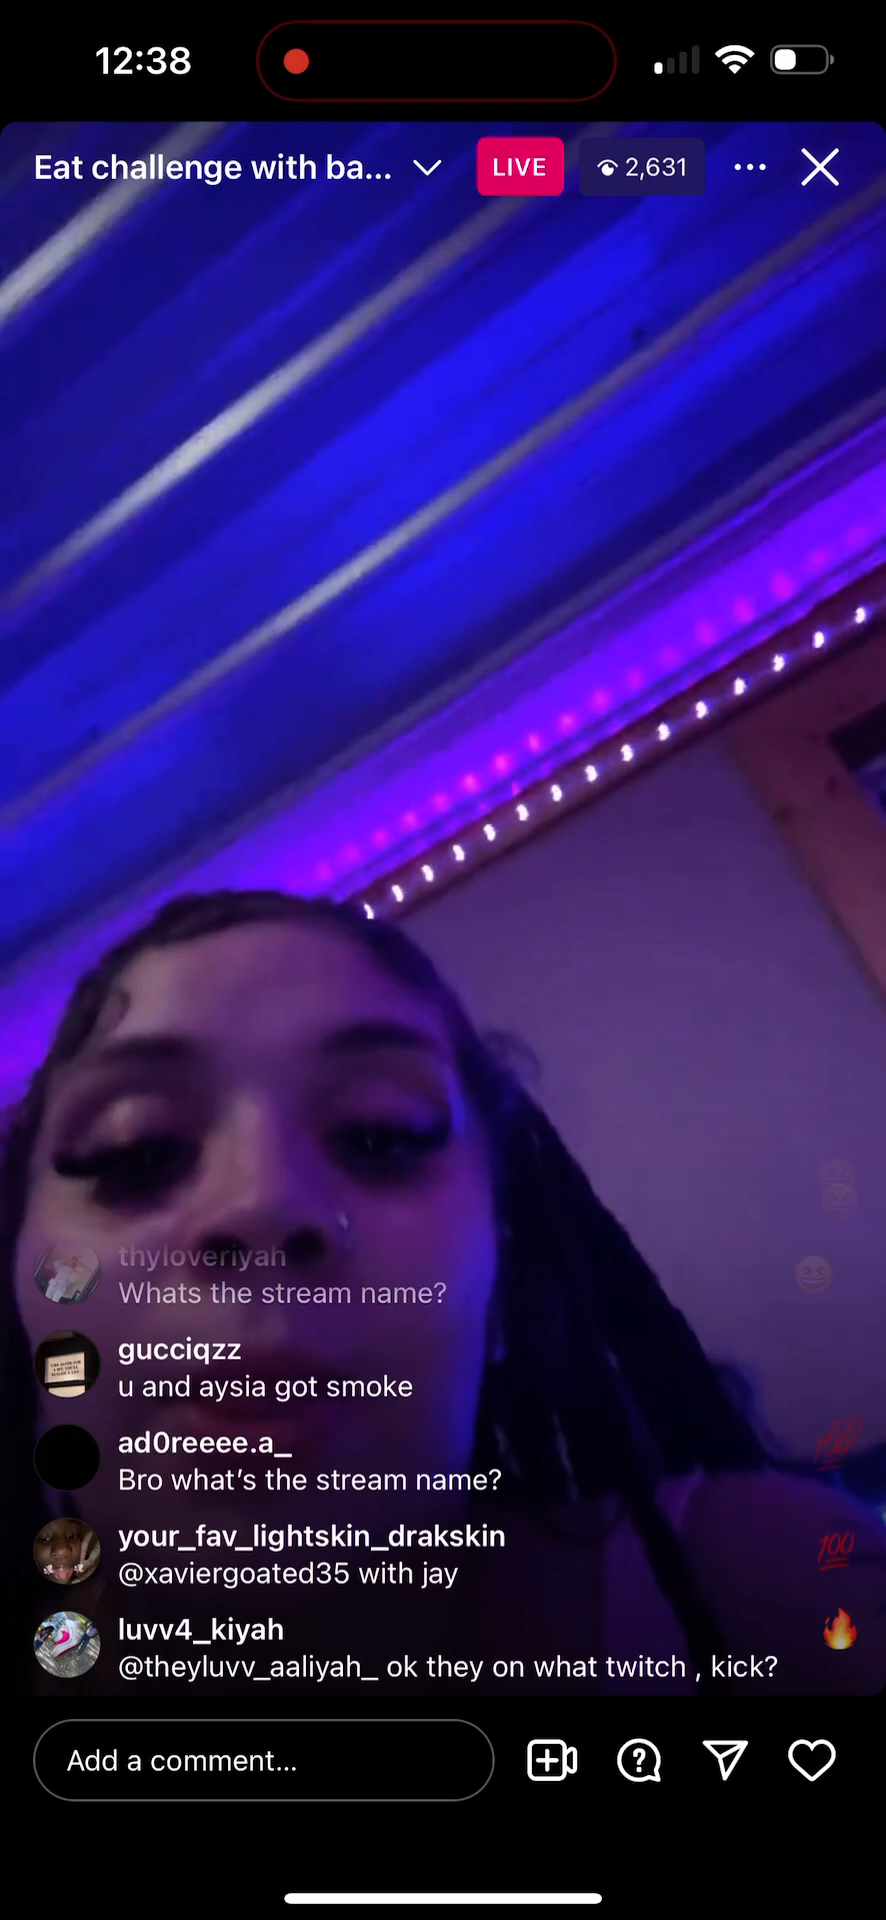 12:38
Eat challenge with ba...
LIVE
2,631
thyloveriyah
Whats the stream name?
gucciqzz
u and aysia got smoke
ad0reeee.a_
Bro what's the stream name?
your_fav_lightskin_drakskin
@xaviergoated35 with jay
luvv4_kiyah
@theyluvv_aaliyah_ ok they on what twitch , kick?
Add a comment...